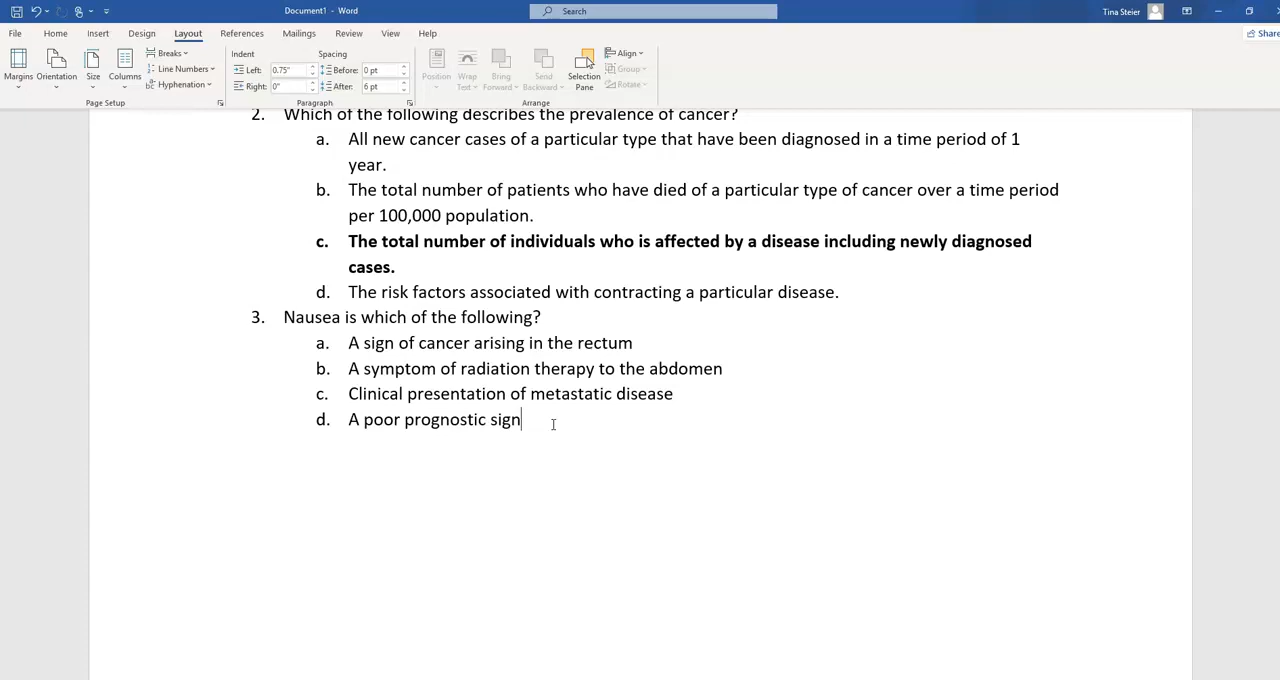 Document1 - Word
Search
Tina Steier
File Home Insert Design Layout References Mailings Review View Help
Share
Margins
Orientation
Size
Columns
Breaks
Line Numbers
Hyphenation
Page Setup
Indent
Left: 0.75"
Right: 0"
Spacing
Before: 0 pt
After: 6 pt
Paragraph
Position
Wrap Text
Bring Forward
Send Backward
Selection Pane
Align
Group
Rotate
Arrange
2. Which of the following describes the prevalence of cancer?
a. All new cancer cases of a particular type that have been diagnosed in a time period of 1
year.
b. The total number of patients who have died of a particular type of cancer over a time period
per 100,000 population.
c. The total number of individuals who is affected by a disease including newly diagnosed
cases.
d. The risk factors associated with contracting a particular disease.
3. Nausea is which of the following?
a. A sign of cancer arising in the rectum
b. A symptom of radiation therapy to the abdomen
c. Clinical presentation of metastatic disease
d. A poor prognostic sign